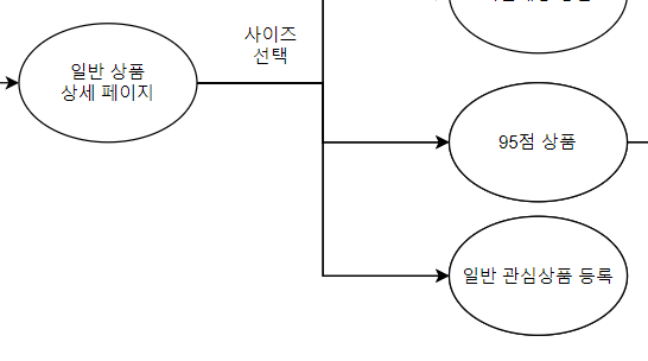 사이즈
선택
일반 상품
상세 페이지
95점 상품
일반 관심상품 등록